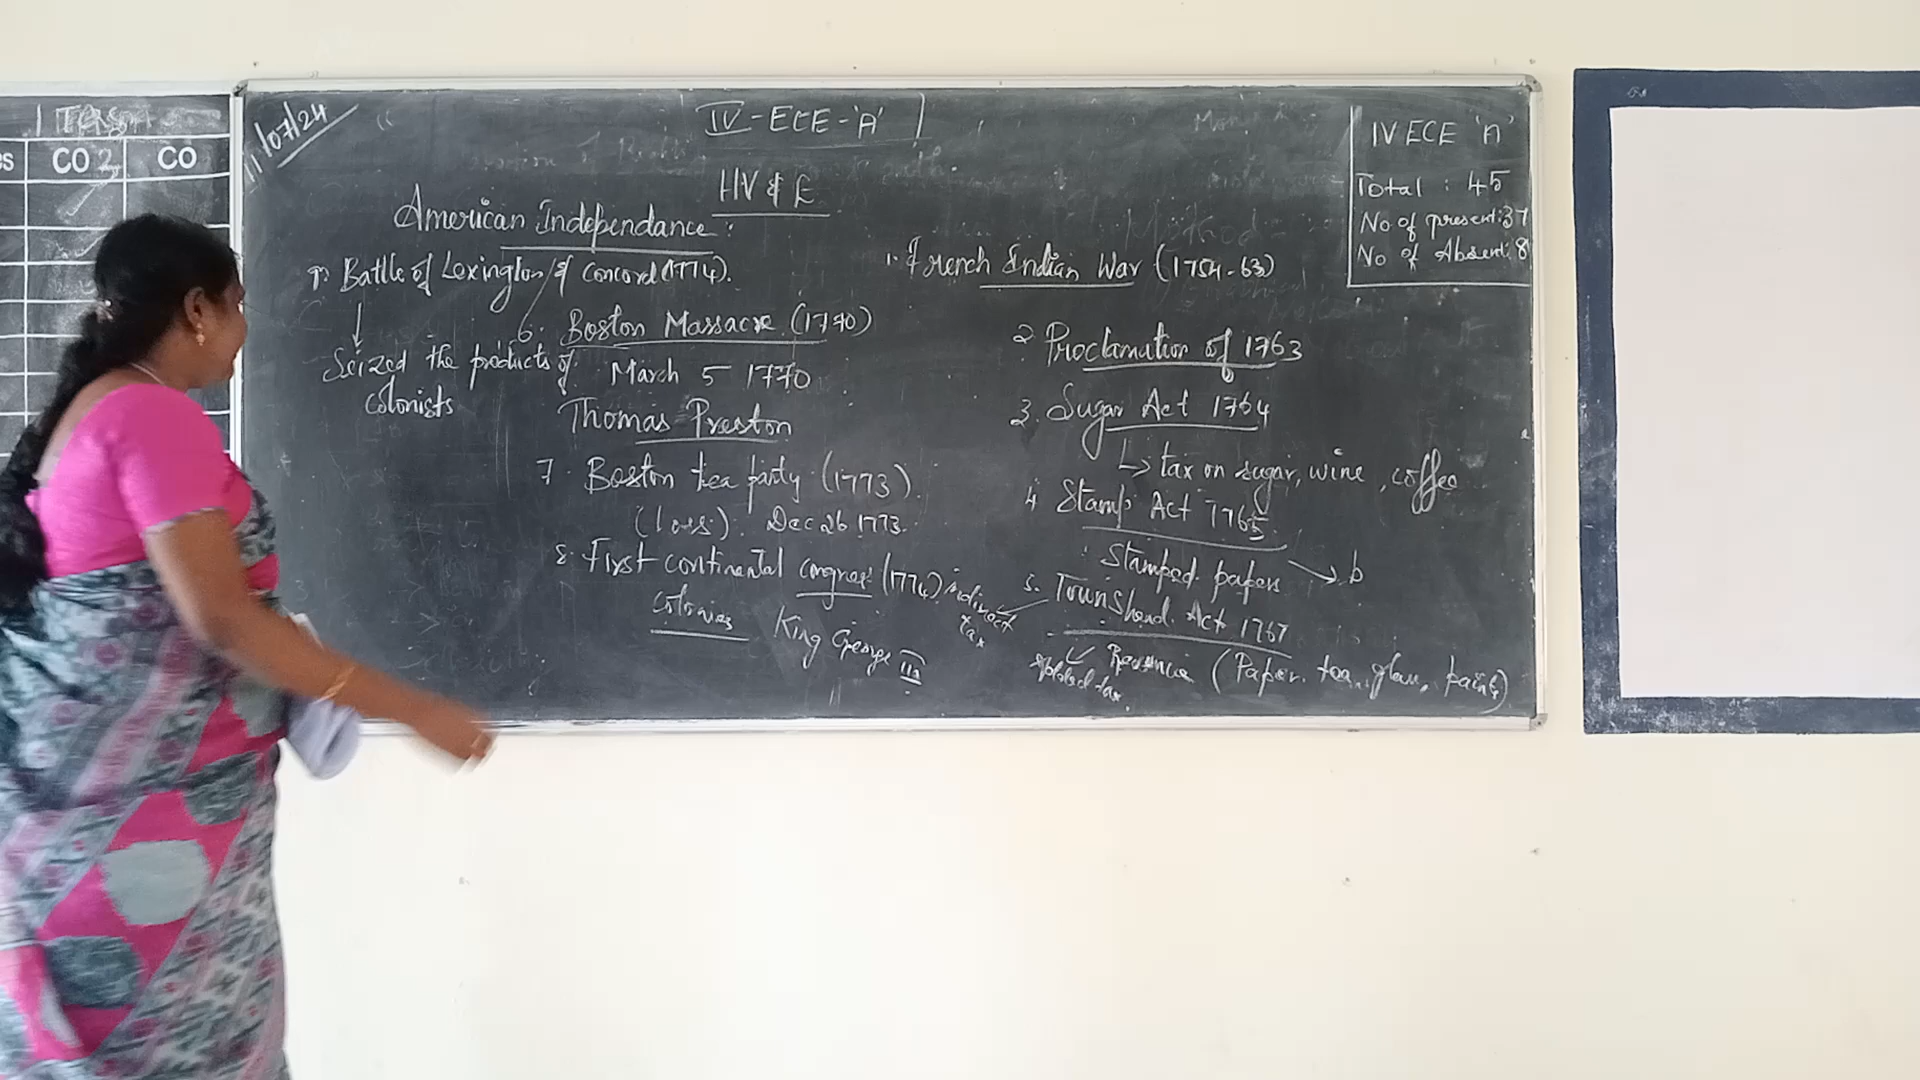 11/07/24
IV-ECE-'A'
HV & E
American Independance:
9. Battle of Lexington & Concord (1774).
Seized the products of
colonists
1. French Indian War (1754-63)
2 Proclamation of 1763
3. Sugar Act 1764
→ tax on sugar, wine, coffee
4 Stamp Act 1765
Stamped papers → b
5. Townshend Act 1767
indirect
tax
Revenue (Paper, tea, glass, paints)
tax.
6. Boston Massacre (1770)
March 5 1770
Thomas Preston
7. Boston tea party (1773).
(loss). Dec 26 1773.
8. First continental congress (1774)
colonies King George III
IV ECE 'A'
Total : 45
No of present: 37
No of Absent: 8
CO 2 CO